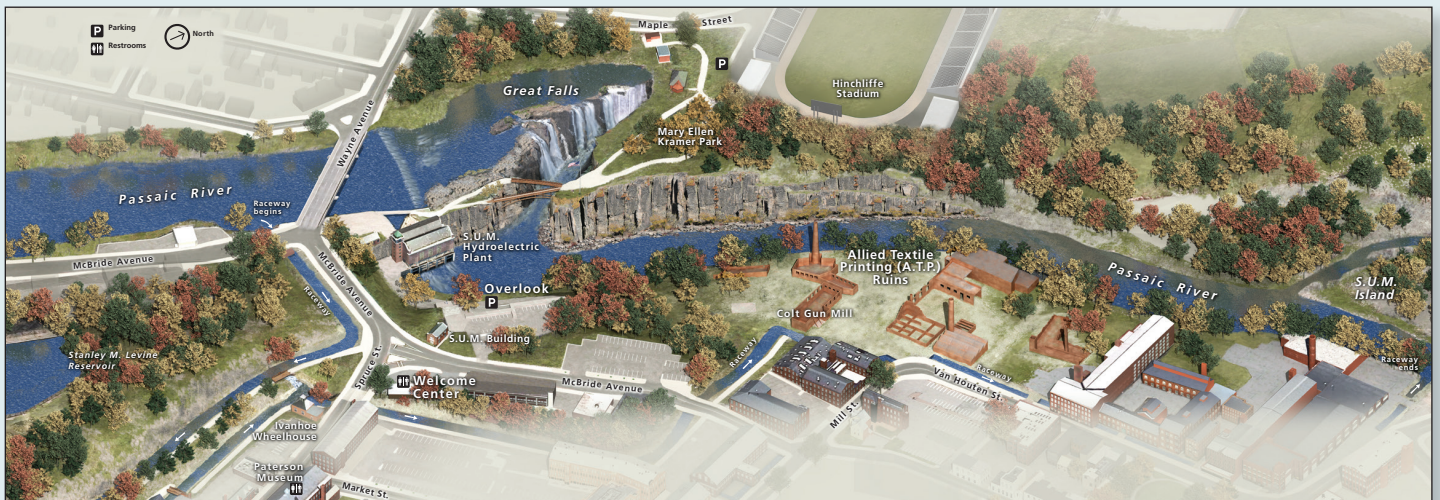 P Parking
Restrooms
North
Maple Street
P
Great Falls
Hinchliffe
Stadium
Wayne Avenue
Mary Ellen
Kramer Park
Passaic River
Raceway
begins
McBride Avenue
S.U.M.
Hydroelectric
Plant
McBride Avenue
Raceway
Overlook
P
Allied Textile
Printing (A.T.P.)
Ruins
Passaic River
S.U.M.
Island
Colt Gun Mill
S.U.M. Building
Stanley M. Levine
Reservoir
Spruce St.
Welcome
Center
McBride Avenue
Raceway
Raceway
Van Houten St.
Raceway
ends
Mill St.
Ivanhoe
Wheelhouse
Paterson
Museum
Market St.